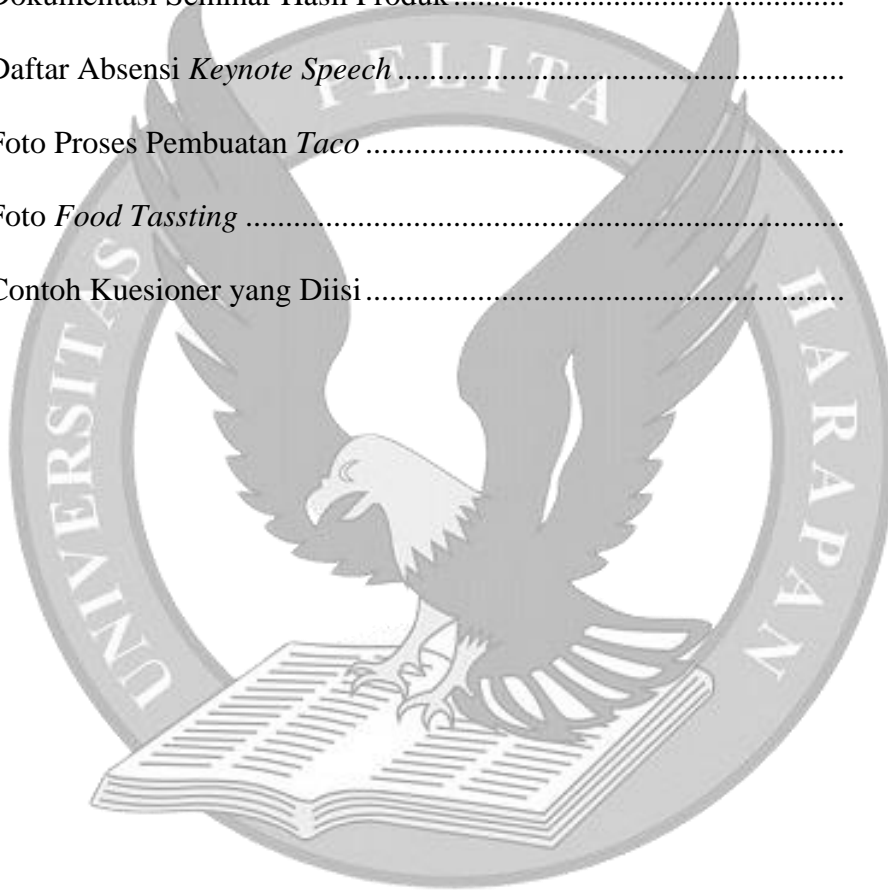 Dokumentasi Seminar Hasil Produk ......................................................
Daftar Absensi Keynote Speech .............................................................
Foto Proses Pembuatan Taco .................................................................
Foto Food Tassting ..................................................................................
Contoh Kuesioner yang Diisi .................................................................
UNIVERSITAS PELITA HARAPAN